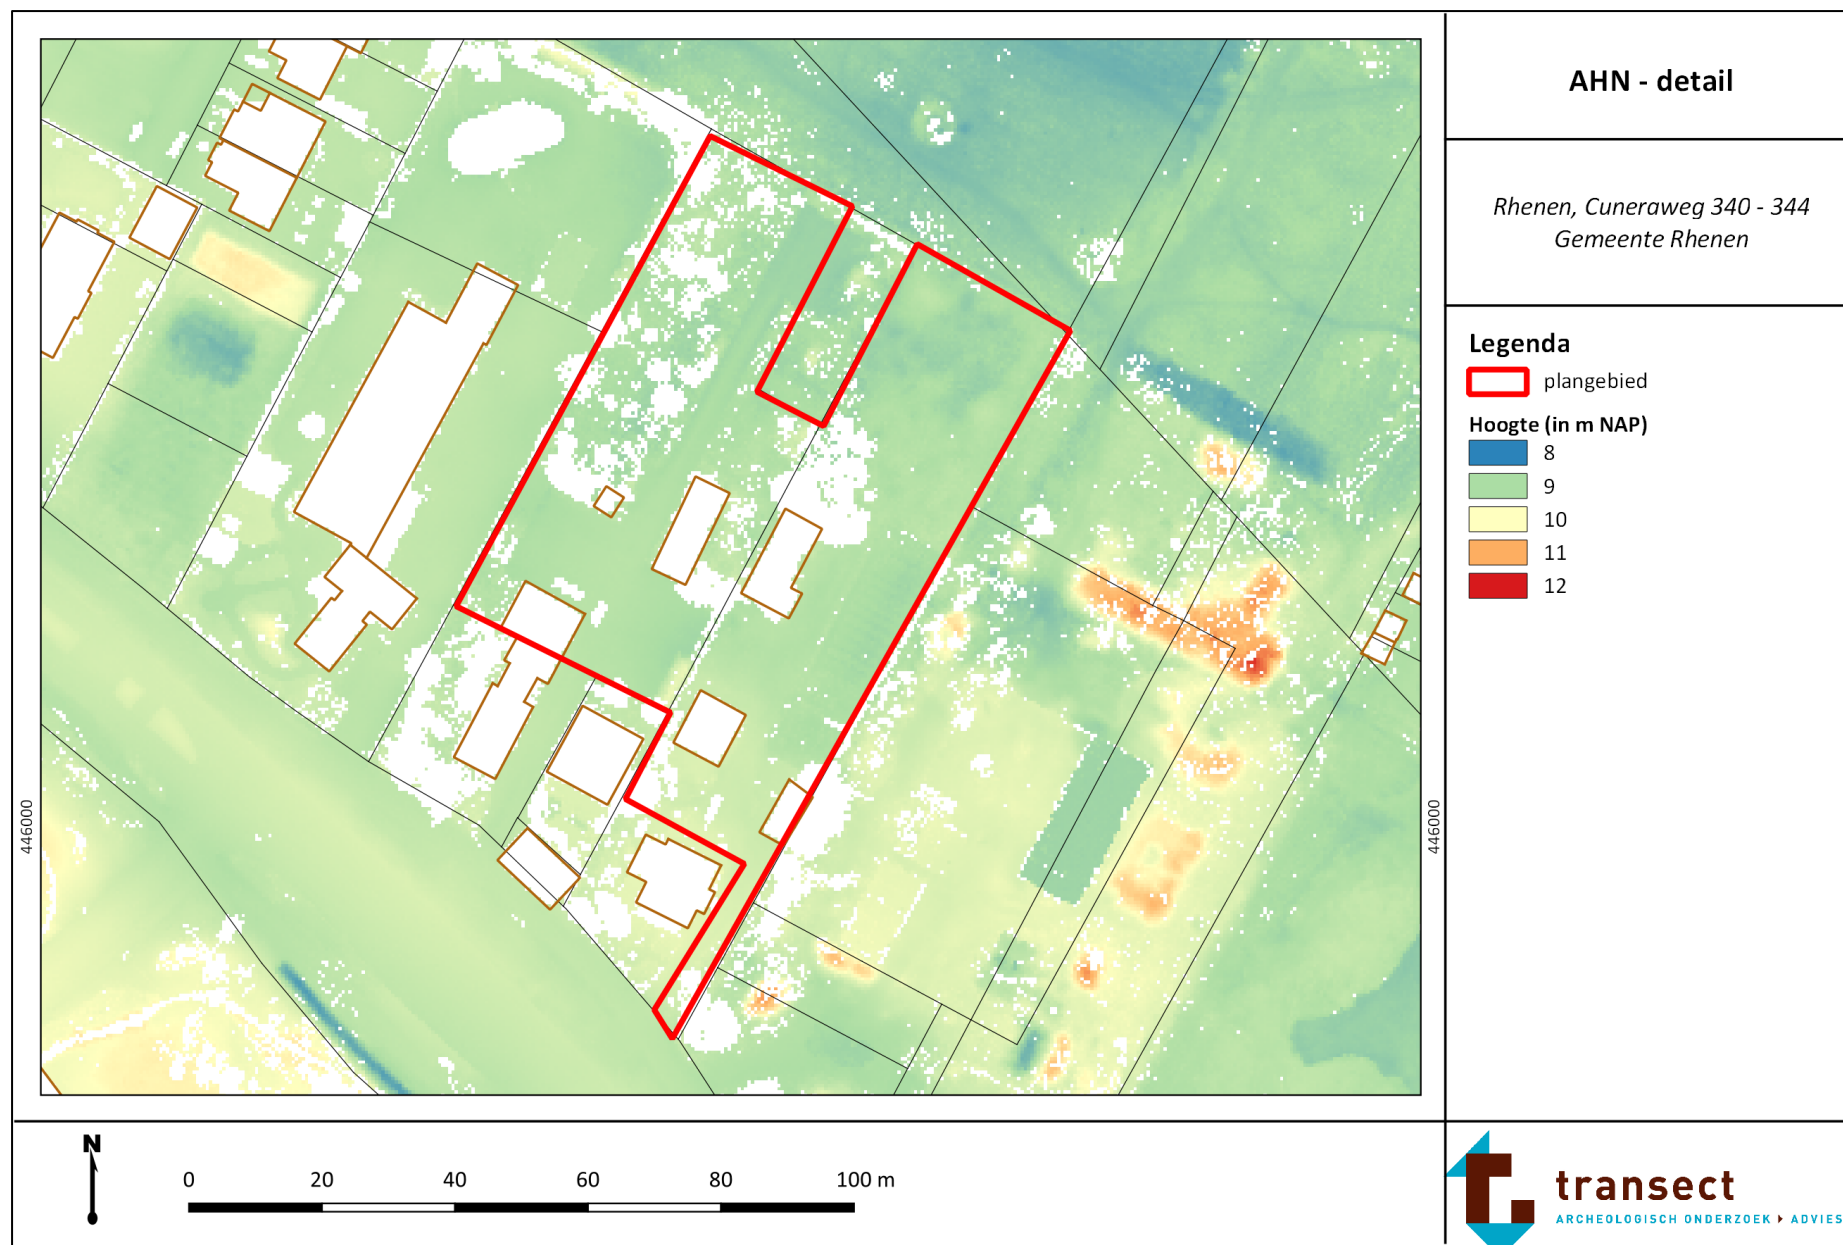 AHN - detail
Rhenen, Cuneraweg 340 - 344
Gemeente Rhenen
Legenda
plangebied
Hoogte (in m NAP)
8
9
10
11
12
446000
446000
N
0 20 40 60 80 100 m
transect
ARCHEOLOGISCH ONDERZOEK ADVIES